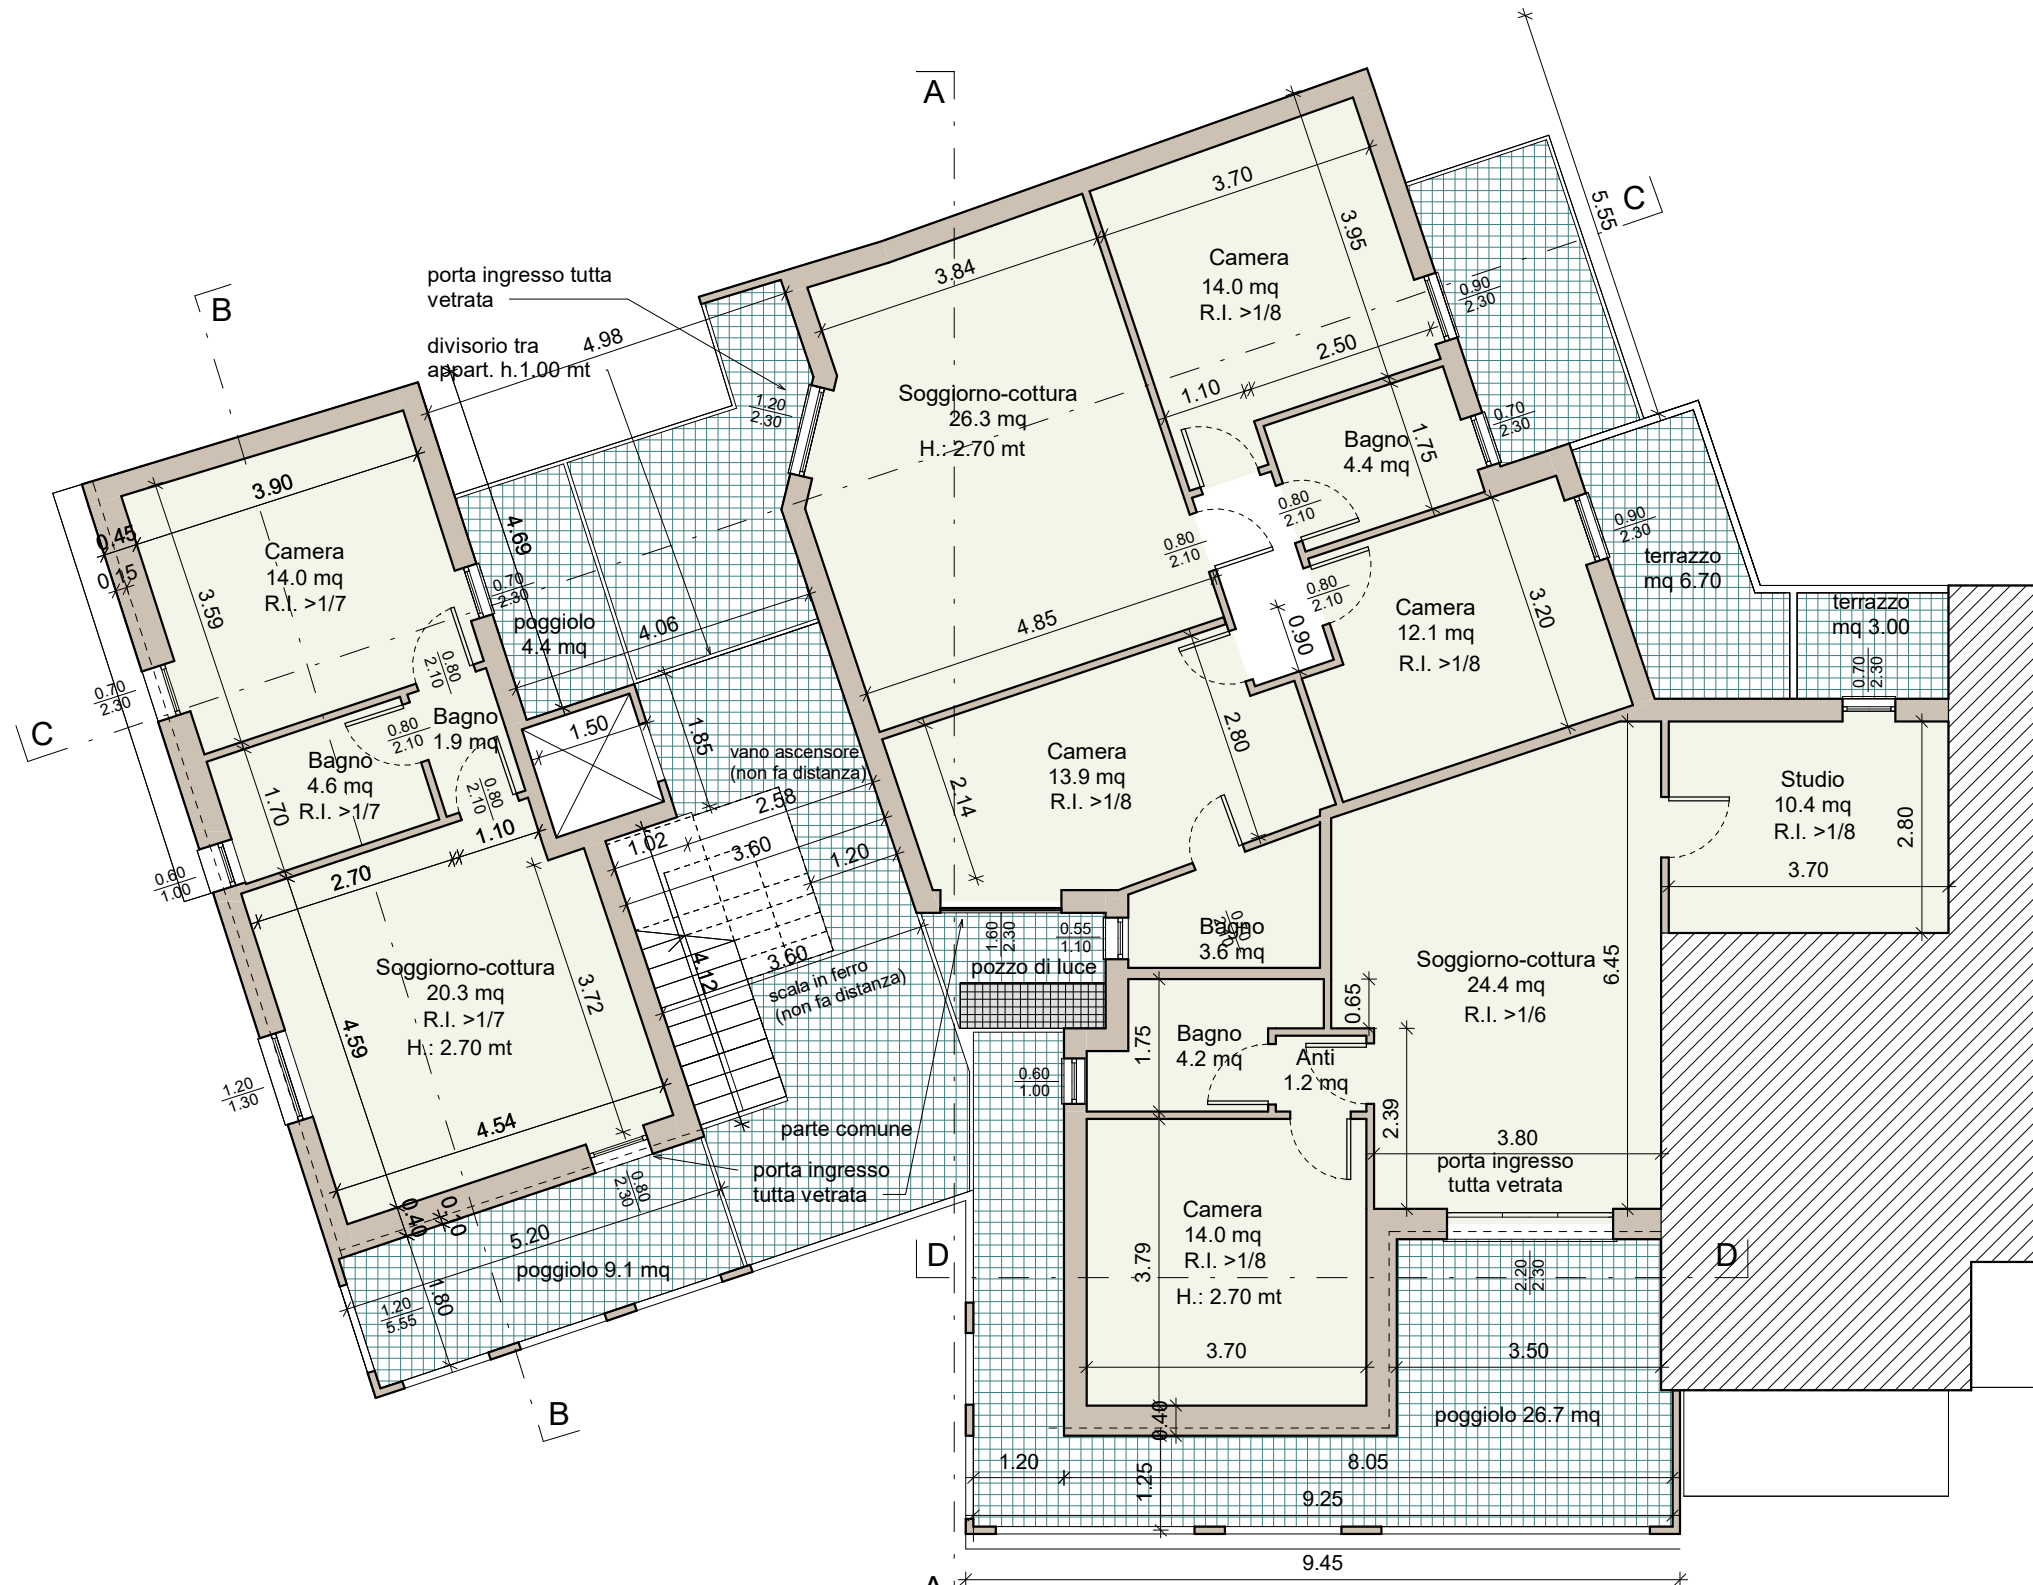 A
3.70
5.55
C
3.95
porta ingresso tutta
vetrata
3.84
Camera
14.0 mq
R.I. >1/8
0.90
2.30
B
divisorio tra
appart. h.1.00 mt
4.98
2.50
1.10
1.20
2.30
Soggiorno-cottura
26.3 mq
H.: 2.70 mt
0.70
2.30
Bagno
4.4 mq
1.75
3.90
0.45
0.15
Camera
14.0 mq
R.I. >1/7
3.59
4.69
0.70
2.30
0.80
2.10
0.80
2.10
0.80
2.10
0.90
2.30
terrazzo
mq 6.70
terrazzo
mq 3.00
0.70
2.30
poggiolo
4.4 mq
4.06
4.85
0.90
Camera
12.1 mq
R.I. >1/8
3.20
0.80
2.10
0.70
2.30
C
0.80
2.10
Bagno
1.9 mq
1.50
1.85
2.80
Bagno
4.6 mq
R.I. >1/7
1.70
0.80
2.10
vano ascensore
(non fa distanza)
Camera
13.9 mq
R.I. >1/8
2.14
Studio
10.4 mq
R.I. >1/8
2.80
3.70
2.58
1.10
1.02
3.60
1.20
2.70
0.60
1.00
1.60
2.30
0.55
1.10
Bagno
3.6 mq
pozzo di luce
Soggiorno-cottura
24.4 mq
R.I. >1/6
6.45
0.65
Soggiorno-cottura
20.3 mq
R.I. >1/7
H.: 2.70 mt
3.72
4.12
3.60
scala in ferro
(non fa distanza)
4.59
1.20
1.30
1.75
Bagno
4.2 mq
Anti
1.2 mq
0.60
1.00
2.39
4.54
parte comune
3.80
porta ingresso
tutta vetrata
porta ingresso
tutta vetrata
0.80
2.30
0.40
0.10
5.20
poggiolo 9.1 mq
1.80
1.20
5.55
Camera
14.0 mq
R.I. >1/8
H.: 2.70 mt
3.79
D
D
2.20
2.30
3.70
3.50
B
0.40
poggiolo 26.7 mq
1.20
8.05
1.25
9.25
9.45
A